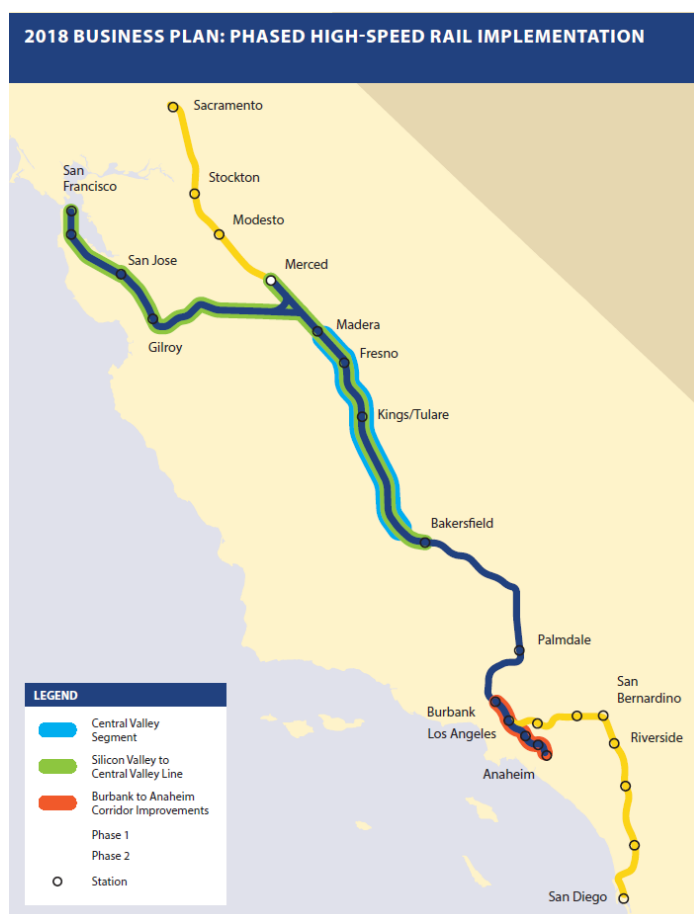 2018 BUSINESS PLAN: PHASED HIGH-SPEED RAIL IMPLEMENTATION
Sacramento
San
Francisco
Stockton
Modesto
San Jose
Merced
Gilroy
Madera
Fresno
Kings/Tulare
Bakersfield
Palmdale
San
Bernardino
Burbank
Los Angeles
Riverside
Anaheim
San Diego
LEGEND
Central Valley
Segment
Silicon Valley to
Central Valley Line
Burbank to Anaheim
Corridor Improvements
Phase 1
Phase 2
Station